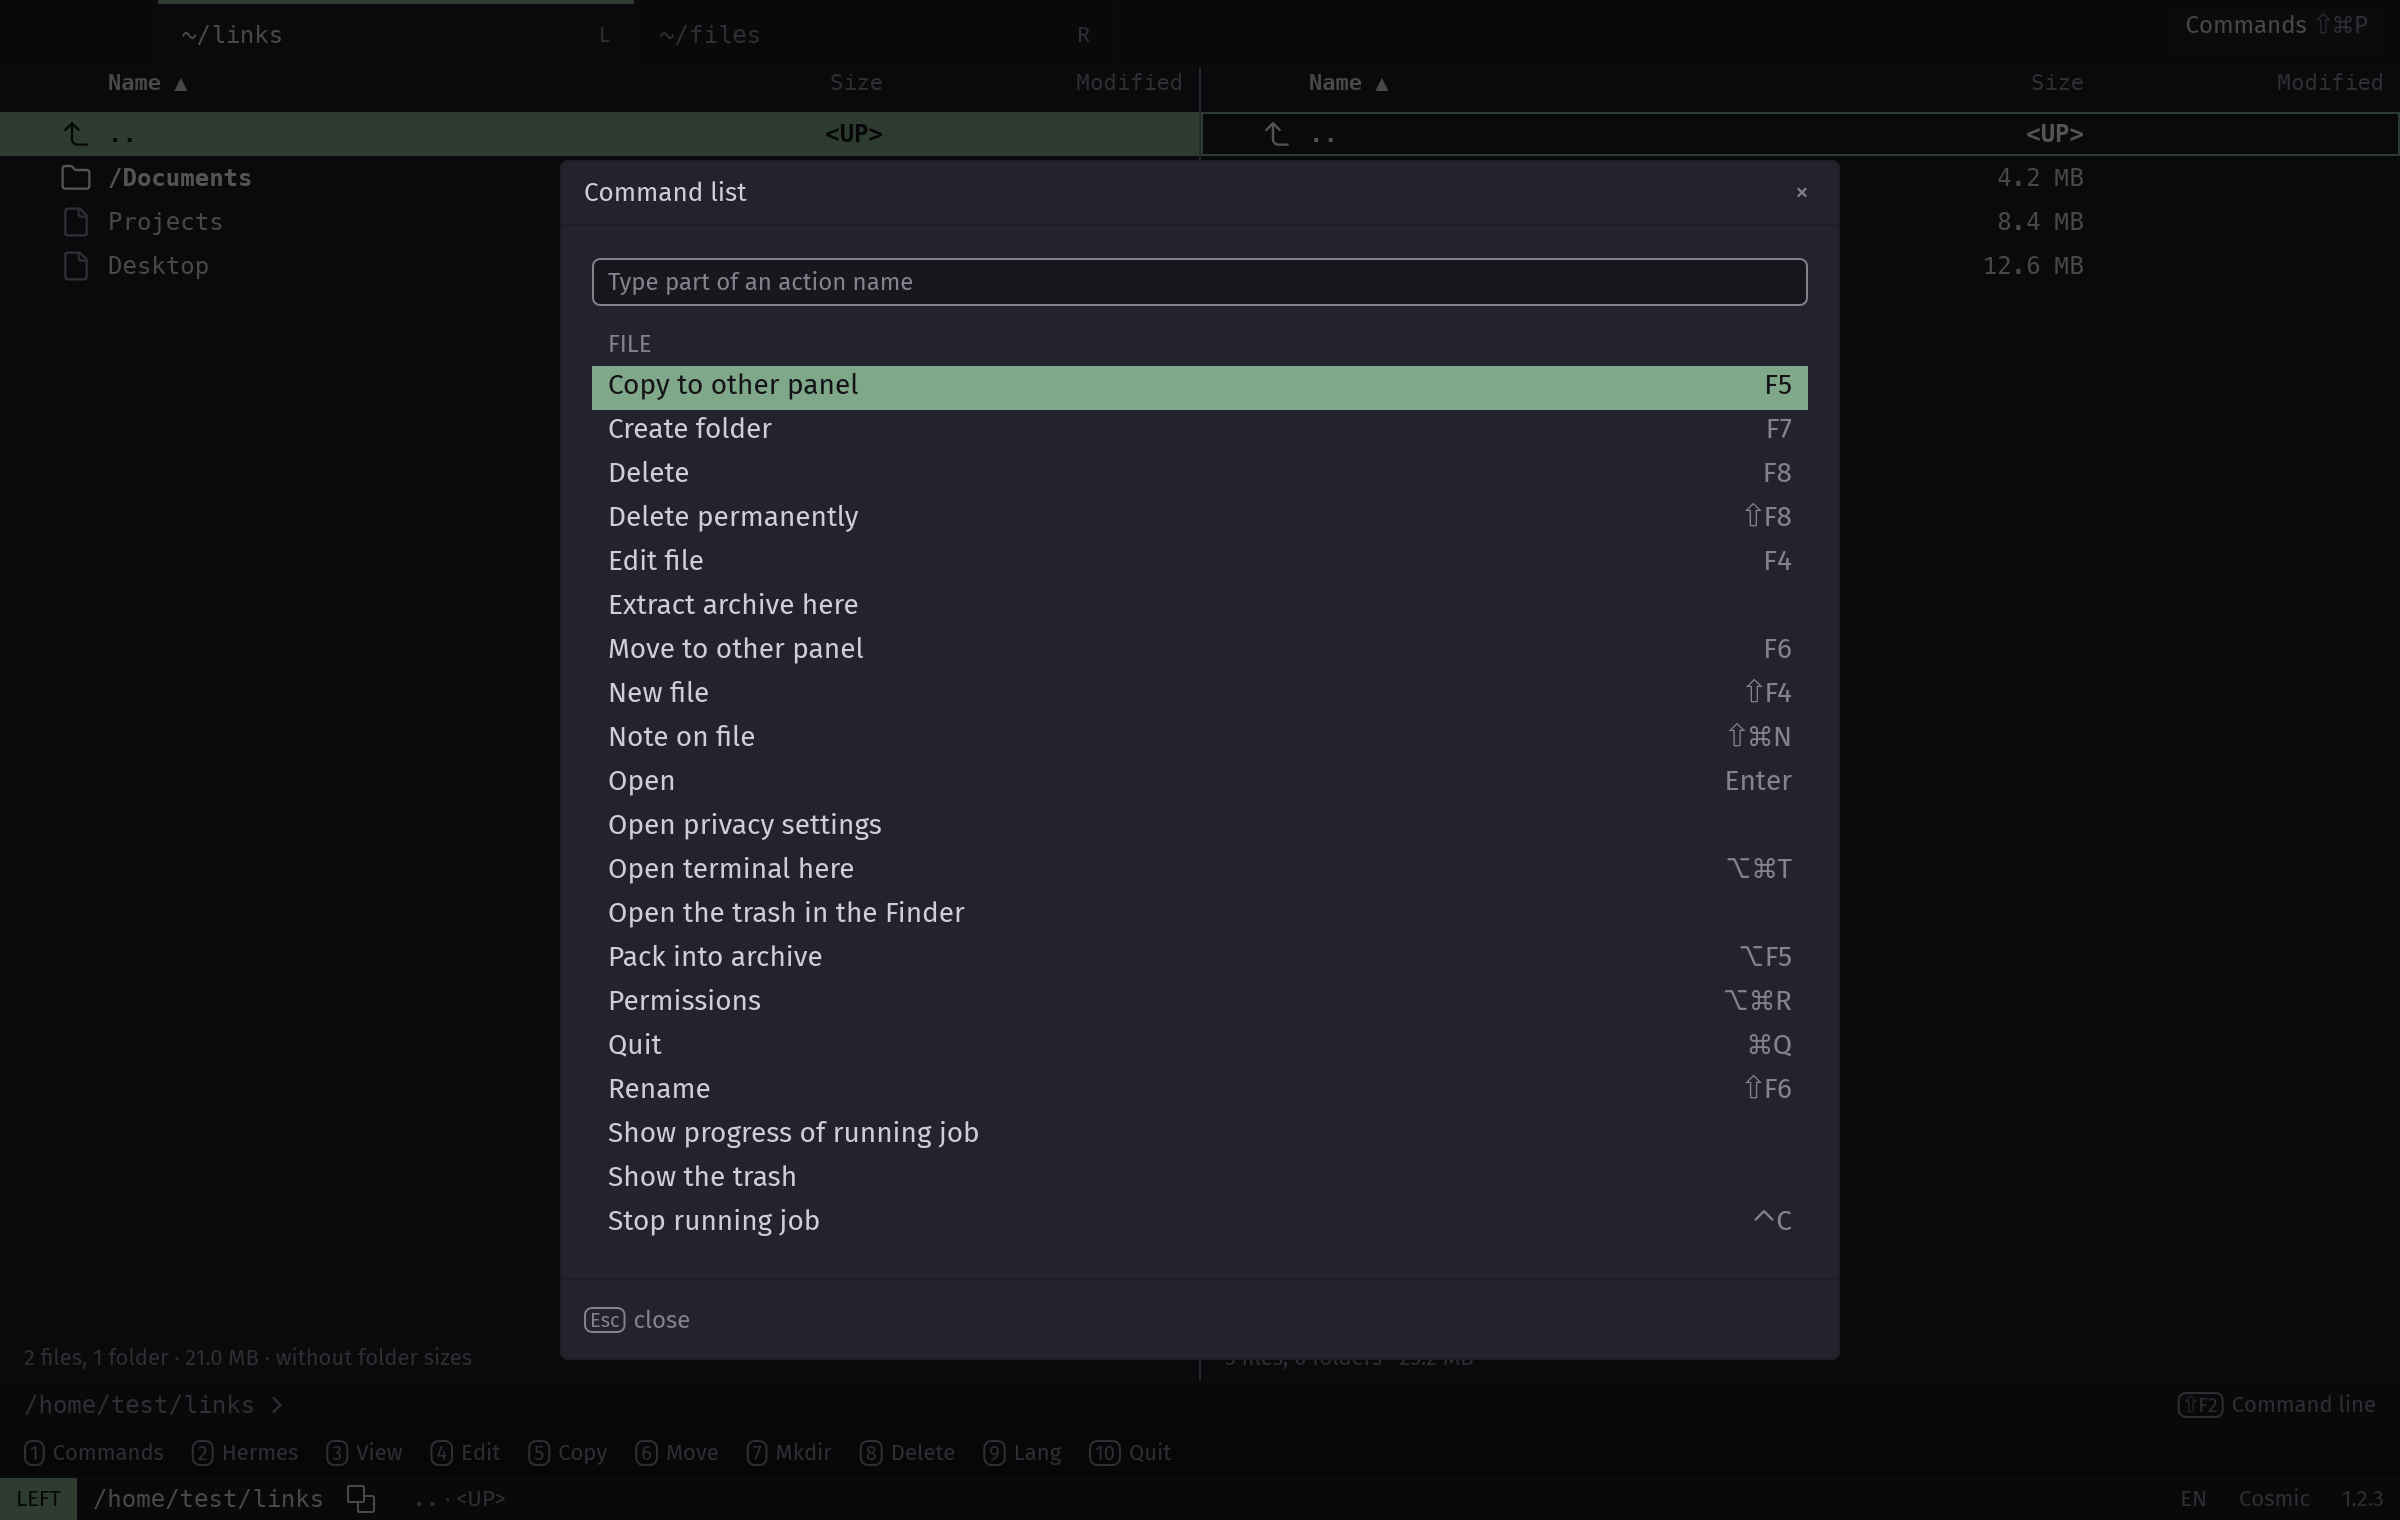 ~/links L ~/files R Commands ⇧⌘P
Name ▲ Size Modified Name ▲ Size Modified
.. <UP> .. <UP>
/Documents 4.2 MB
Projects 8.4 MB
Desktop 12.6 MB
Command list ×
Type part of an action name
FILE
Copy to other panel F5
Create folder F7
Delete F8
Delete permanently ⇧F8
Edit file F4
Extract archive here
Move to other panel F6
New file ⇧F4
Note on file ⇧⌘N
Open Enter
Open privacy settings
Open terminal here ⌥⌘T
Open the trash in the Finder
Pack into archive ⌥F5
Permissions ⌥⌘R
Quit ⌘Q
Rename ⇧F6
Show progress of running job
Show the trash
Stop running job ^C
Esc close
2 files, 1 folder · 21.0 MB · without folder sizes
/home/test/links > ⇧F2 Command line
1 Commands 2 Hermes 3 View 4 Edit 5 Copy 6 Move 7 Mkdir 8 Delete 9 Lang 10 Quit
LEFT /home/test/links .. · <UP> EN Cosmic 1.2.3